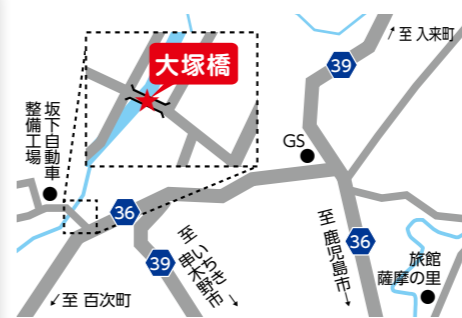 ↗至 入来町
39
大塚橋
GS
坂下自動車
整備工場
36
至 いちき
串木野市→
39
至 鹿児島市→
36
旅館
薩摩の里
↙至 百次町